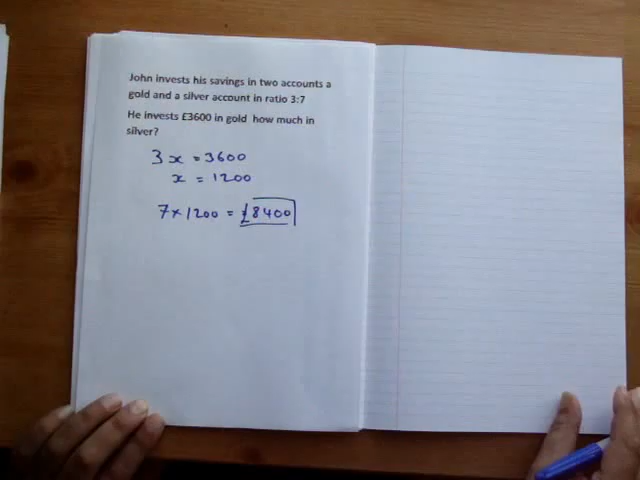 John invests his savings in two accounts a
gold and a silver account in ratio 3:7
He invests £3600 in gold how much in
silver?
3x = 3600
x = 1200
7 × 1200 = £8400